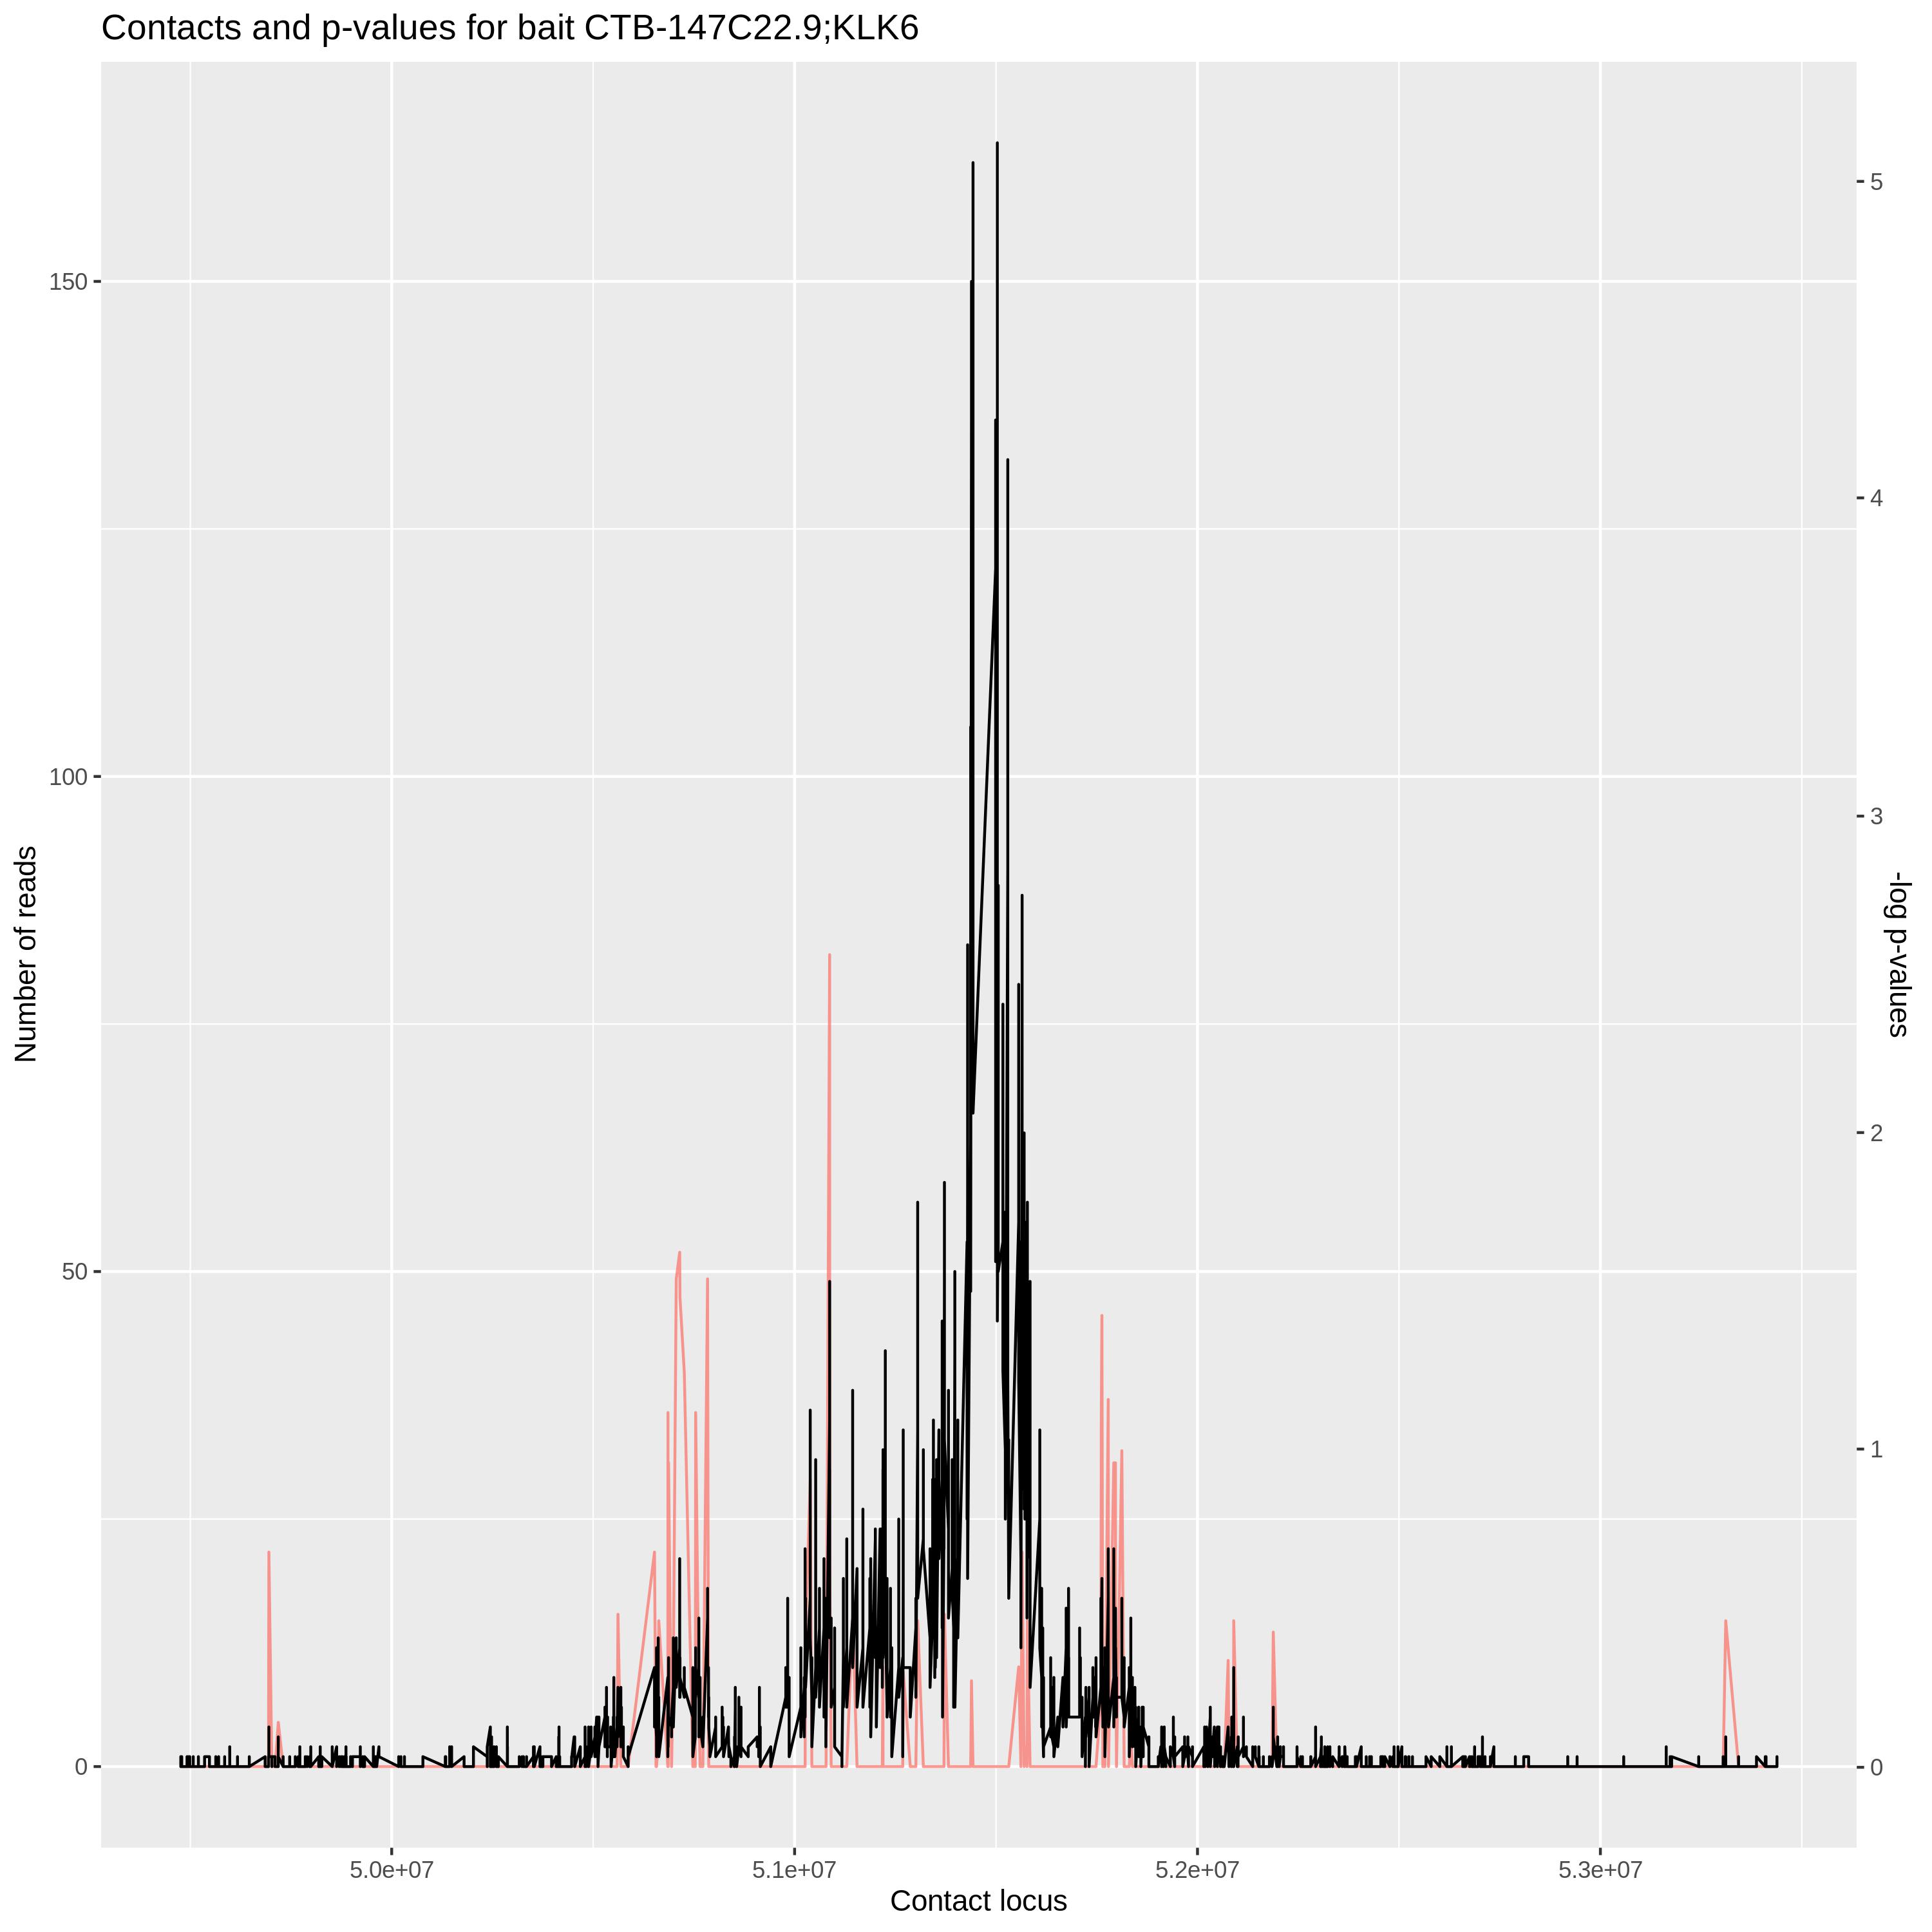 Contacts and p-values for bait CTB-147C22.9;KLK6
150
100
50
0
Number of reads
5
4
3
2
1
0
-log p-values
5.0e+07 5.1e+07 5.2e+07 5.3e+07
Contact locus